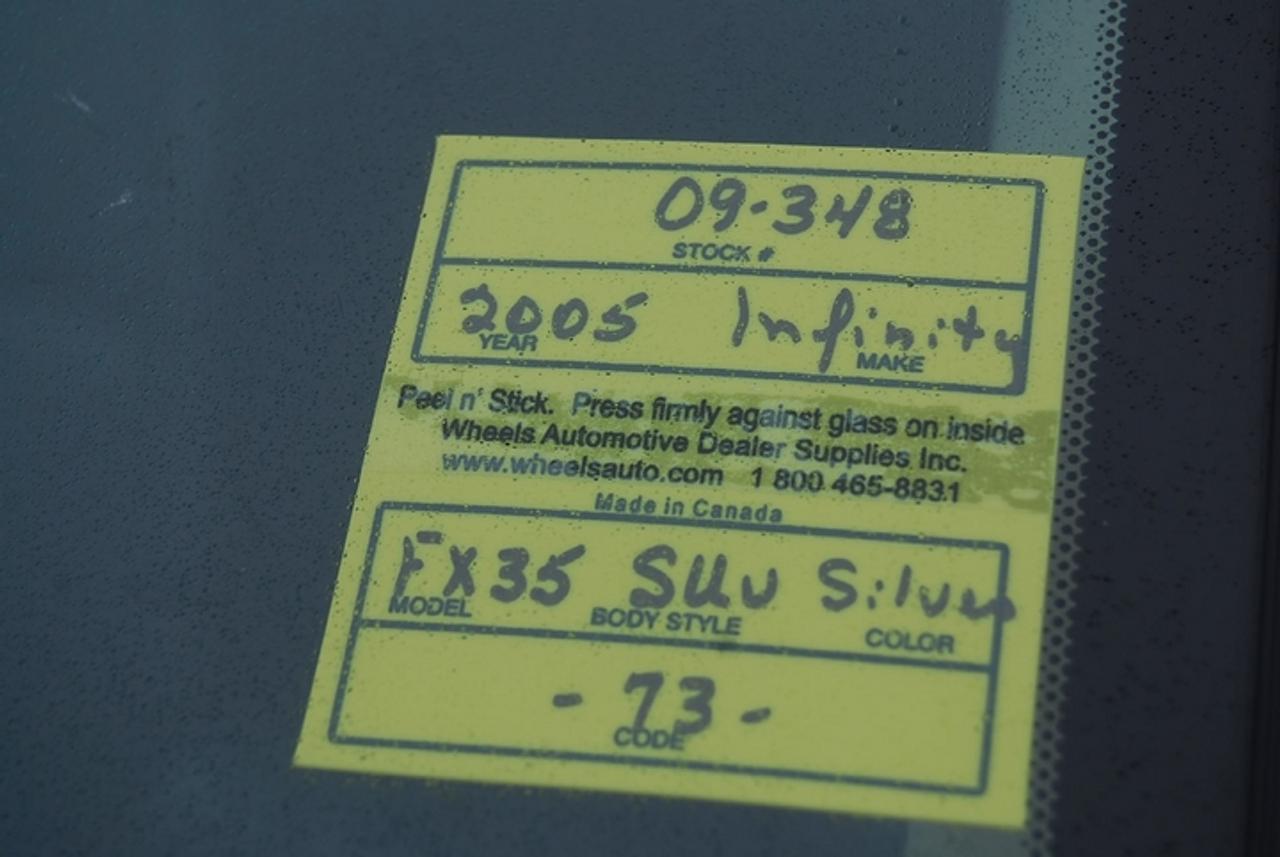 09-348
STOCK #
2005 Infinity
YEAR MAKE
Peel n' Stick. Press firmly against glass on inside
Wheels Automotive Dealer Supplies Inc.
www.wheelsauto.com 1 800 465-8831
Made in Canada
FX35 SUV Silver
MODEL BODY STYLE COLOR
- 73 -
CODE